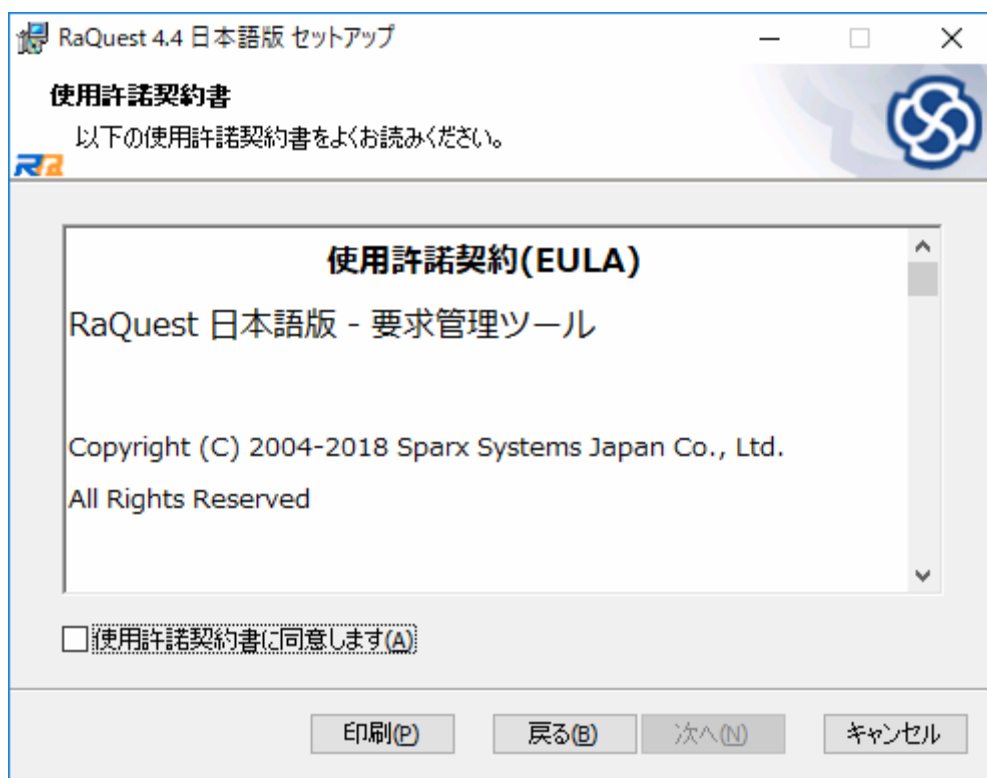 RaQuest 4.4 日本語版 セットアップ
使用許諾契約書
以下の使用許諾契約書をよくお読みください。
Ra
使用許諾契約(EULA)
RaQuest 日本語版 - 要求管理ツール
Copyright (C) 2004-2018 Sparx Systems Japan Co., Ltd.
All Rights Reserved
使用許諾契約書に同意します(A)
印刷(P) 戻る(B) 次へ(N) キャンセル